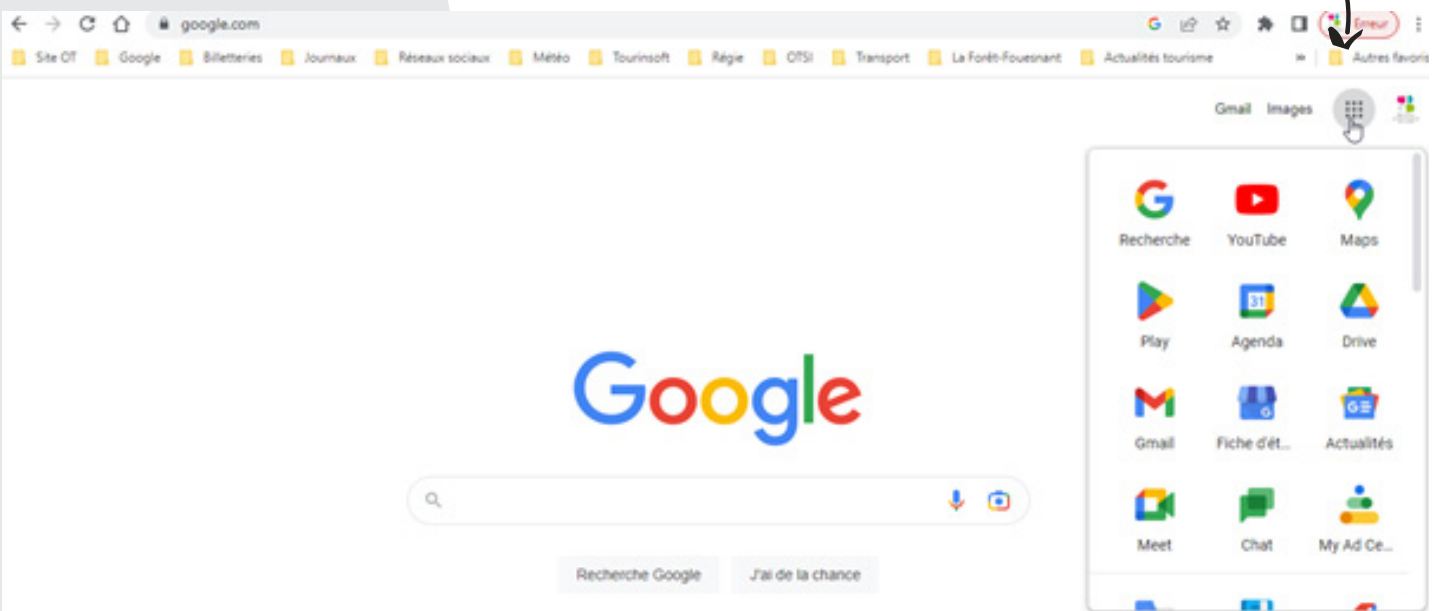 google.com
Erreur
Site OT Google Billetteries Journaux Réseaux sociaux Météo Tourinsoft Régie OTSI Transport La Forêt-Fouesnant Actualités tourisme » Autres favoris
Gmail Images
Recherche YouTube Maps
31
Play Agenda Drive
Google
G GE
Gmail Fiche d'ét... Actualités
Meet Chat My Ad Ce...
Recherche Google J'ai de la chance